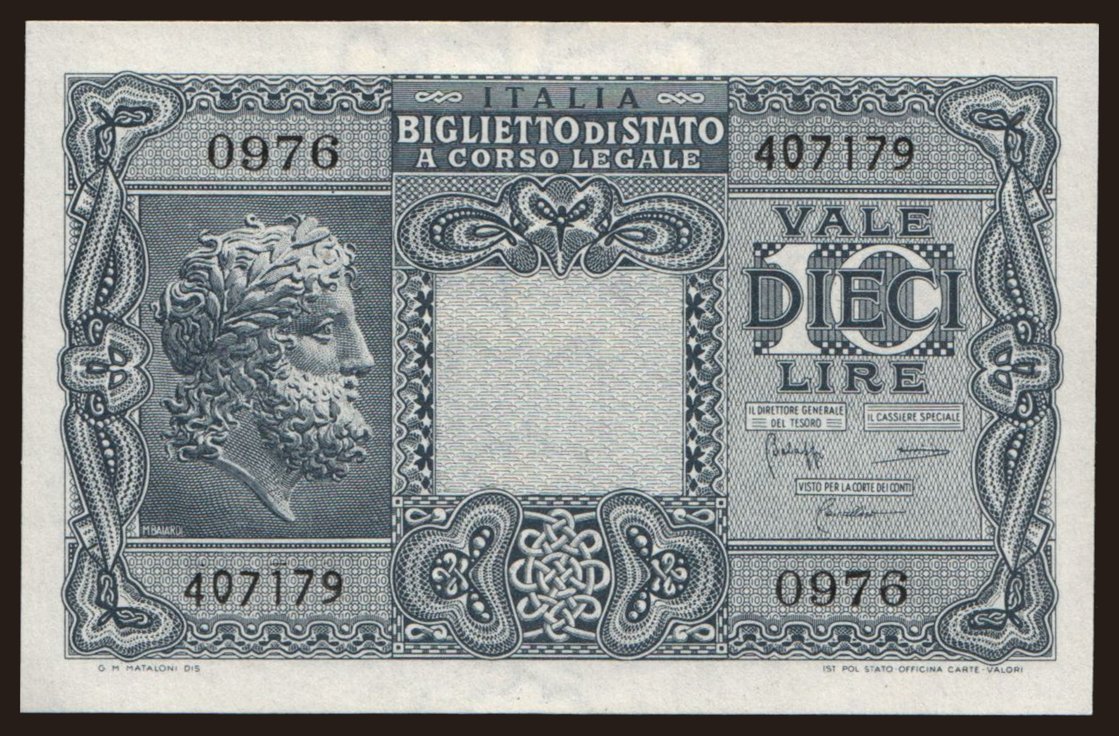 ITALIA
BIGLIETTO DI STATO
A CORSO LEGALE
0976
407179
VALE
10
DIECI
LIRE
IL DIRETTORE GENERALE
DEL TESORO
IL CASSIERE SPECIALE
VISTO PER LA CORTE DEI CONTI
M.BAIARDI
407179
0976
G. M. MATALONI DIS
IST POL STATO-OFFICINA CARTE-VALORI